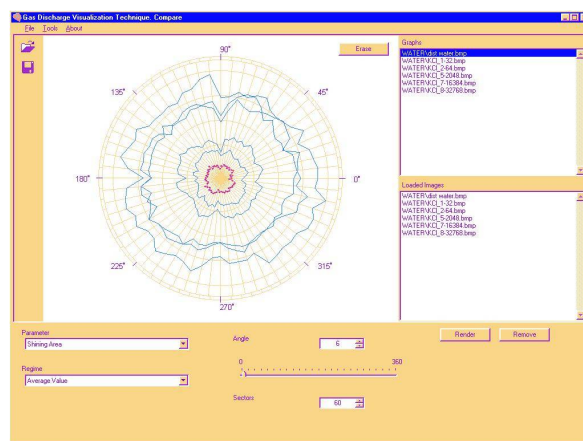 Gas Discharge Visualization Technique. Compare
File Tools About
Erase
90°
45°
0°
315°
270°
225°
180°
135°
Graphs
WATER\dist water.bmp
WATER\KCl_1-32.bmp
WATER\KCl_2-64.bmp
WATER\KCl_5-2048.bmp
WATER\KCl_7-16384.bmp
WATER\KCl_8-32768.bmp
Loaded Images
WATER\dist water.bmp
WATER\KCl_1-32.bmp
WATER\KCl_2-64.bmp
WATER\KCl_5-2048.bmp
WATER\KCl_7-16384.bmp
WATER\KCl_8-32768.bmp
Parameter
Shining Area
Regime
Average Value
Angle
6
0 360
Sectors
60
Render Remove